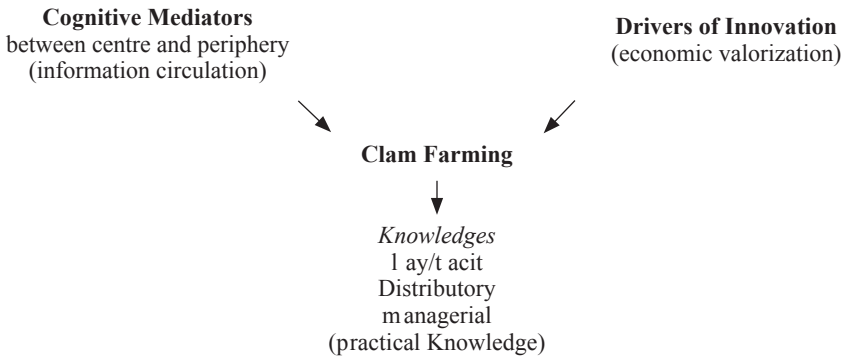 Cognitive Mediators
between centre and periphery
(information circulation)
Drivers of Innovation
(economic valorization)
Clam Farming
Knowledges
l ay/t acit
Distributory
m anagerial
(practical Knowledge)